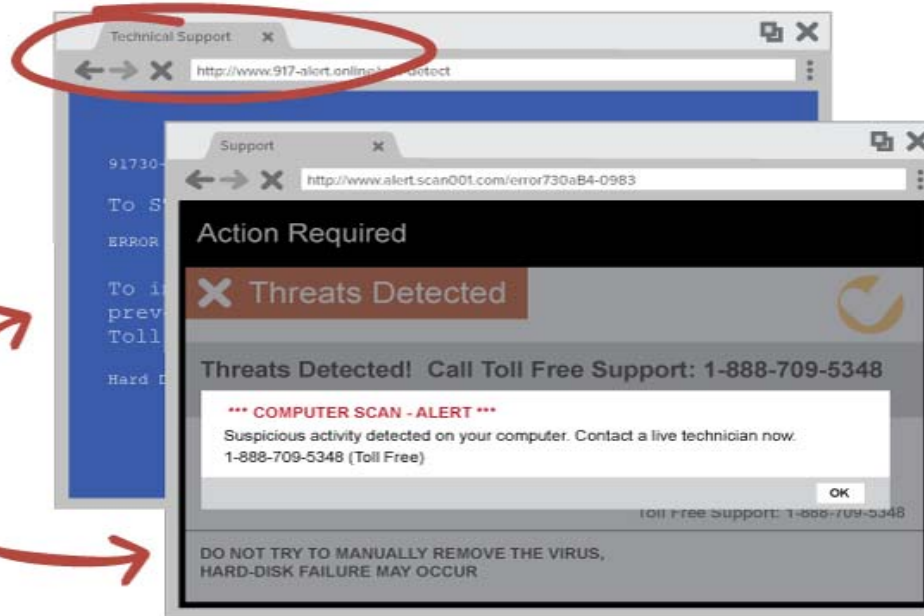 Technical Support
http://www.917-alert.online
detect
91730-
To S
ERROR
To i
prev
Toll
Hard D
Support
http://www.alert.scan001.com/error730aB4-0983
Action Required
Threats Detected
Threats Detected! Call Toll Free Support: 1-888-709-5348
*** COMPUTER SCAN - ALERT ***
Suspicious activity detected on your computer. Contact a live technician now.
1-888-709-5348 (Toll Free)
OK
Toll Free Support: 1-888-709-5348
DO NOT TRY TO MANUALLY REMOVE THE VIRUS,
HARD-DISK FAILURE MAY OCCUR